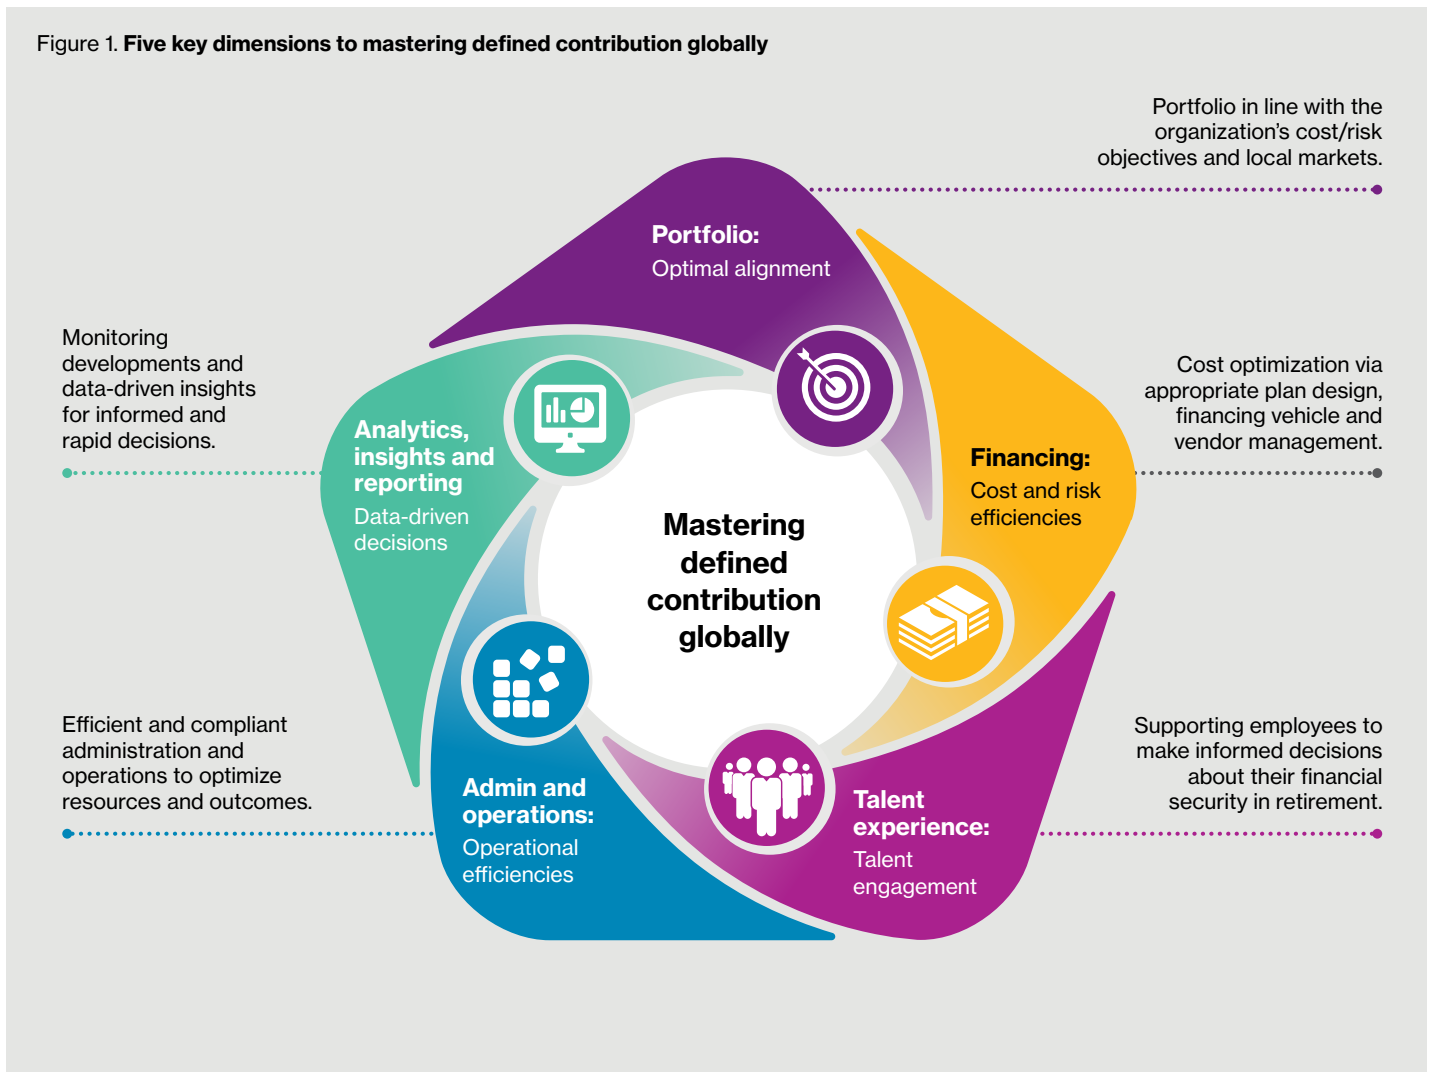 Figure 1. Five key dimensions to mastering defined contribution globally
Portfolio in line with the
organization’s cost/risk
objectives and local markets.
Portfolio:
Optimal alignment
Monitoring
developments and
data-driven insights
for informed and
rapid decisions.
Cost optimization via
appropriate plan design,
financing vehicle and
vendor management.
Analytics,
insights and
reporting
Data-driven
decisions
Financing:
Cost and risk
efficiencies
Mastering
defined
contribution
globally
Efficient and compliant
administration and
operations to optimize
resources and outcomes.
Supporting employees to
make informed decisions
about their financial
security in retirement.
Admin and
operations:
Operational
efficiencies
Talent
experience:
Talent
engagement